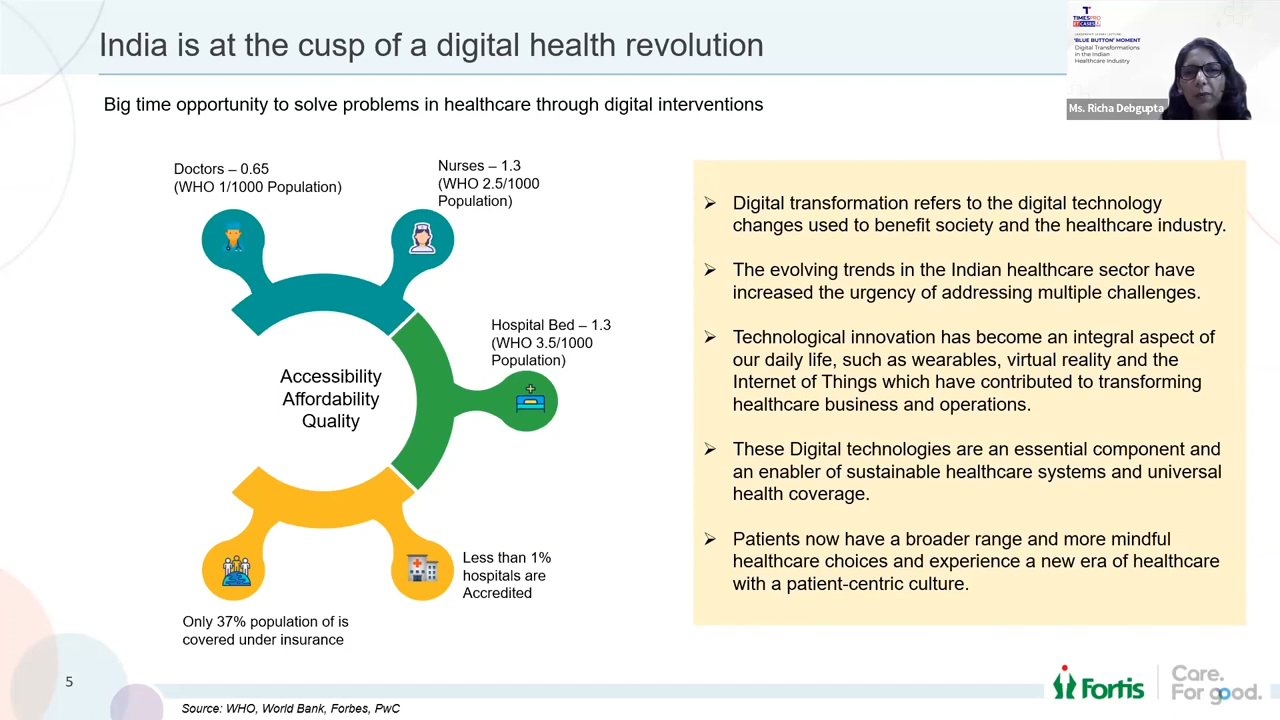 India is at the cusp of a digital health revolution
Big time opportunity to solve problems in healthcare through digital interventions
TIMESPRO
CASES
'BLUE BUTTON' MOMENT
Digital Transformations
in the Indian
Healthcare Industry
Ms. Richa Debgupta
Doctors – 0.65
(WHO 1/1000 Population)
Nurses – 1.3
(WHO 2.5/1000
Population)
Hospital Bed – 1.3
(WHO 3.5/1000
Population)
Accessibility
Affordability
Quality
Less than 1%
hospitals are
Accredited
Only 37% population of is
covered under insurance
➢ Digital transformation refers to the digital technology
changes used to benefit society and the healthcare industry.
➢ The evolving trends in the Indian healthcare sector have
increased the urgency of addressing multiple challenges.
➢ Technological innovation has become an integral aspect of
our daily life, such as wearables, virtual reality and the
Internet of Things which have contributed to transforming
healthcare business and operations.
➢ These Digital technologies are an essential component and
an enabler of sustainable healthcare systems and universal
health coverage.
➢ Patients now have a broader range and more mindful
healthcare choices and experience a new era of healthcare
with a patient-centric culture.
5
Source: WHO, World Bank, Forbes, PwC
Fortis
Care.
For good.